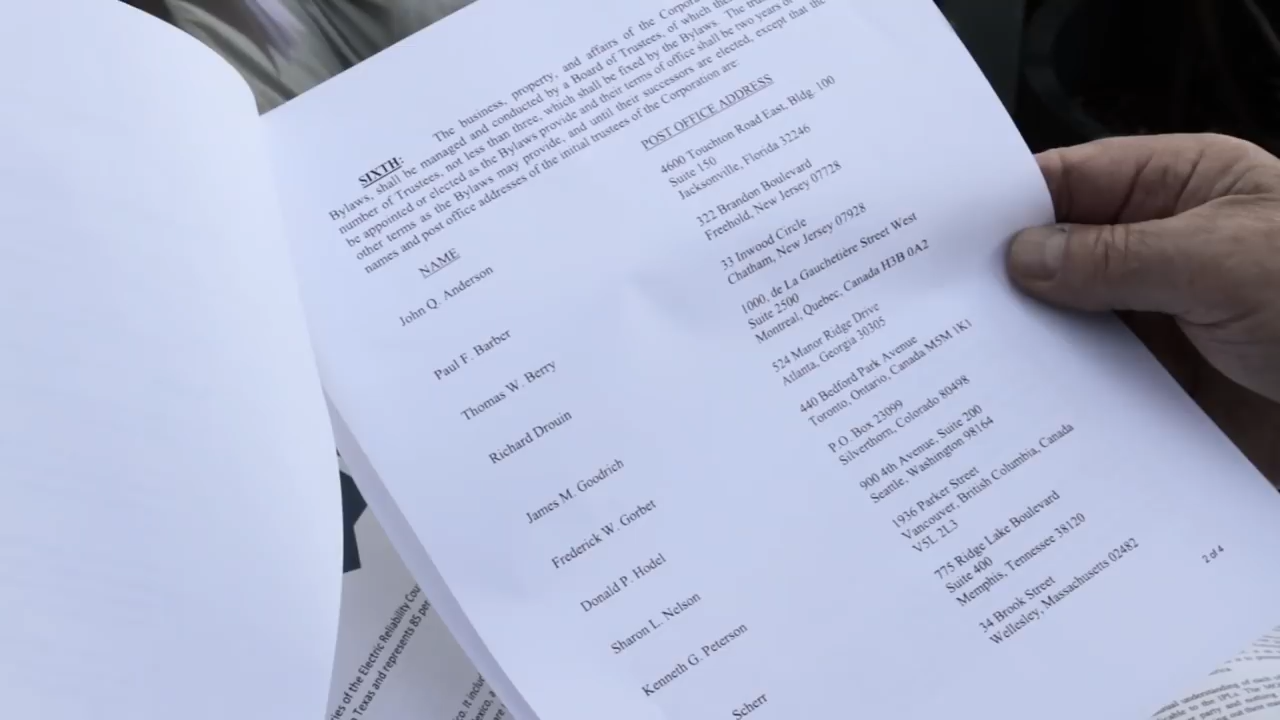 The business, property, and affairs of the
SIXTH:
Bylaws, shall be managed and conducted by a Board of Trustees, of which the
number of Trustees, not less than three, which shall be fixed by the Bylaws. The
be appointed or elected as the Bylaws provide and their terms of office shall be two years
other terms as the Bylaws may provide, and until their successors are elected, except that the
names and post office addresses of the initial trustees of the Corporation are:
NAME
POST OFFICE ADDRESS
John Q. Anderson
4600 Touchton Road East, Bldg. 100
Suite 150
Jacksonville, Florida 32246
Paul F. Barber
322 Brandon Boulevard
Freehold, New Jersey 07728
Thomas W. Berry
33 Inwood Circle
Chatham, New Jersey 07928
Richard Drouin
1000, de La Gauchetière Street West
Suite 2500
Montreal, Quebec, Canada H3B 0A2
James M. Goodrich
524 Manor Ridge Drive
Atlanta, Georgia 30305
Frederick W. Gorbet
440 Bedford Park Avenue
Toronto, Ontario, Canada M5M 1K1
Donald P. Hodel
P.O. Box 23099
Silverthorn, Colorado 80498
Sharon L. Nelson
900 4th Avenue, Suite 200
Seattle, Washington 98164
Kenneth G. Peterson
1936 Parker Street
Vancouver, British Columbia, Canada
V5L 2L3
Scherr
775 Ridge Lake Boulevard
Suite 400
Memphis, Tennessee 38120
34 Brook Street
Wellesley, Massachusetts 02482
2 of 4
of the Electric Reliability
Texas and represents 85